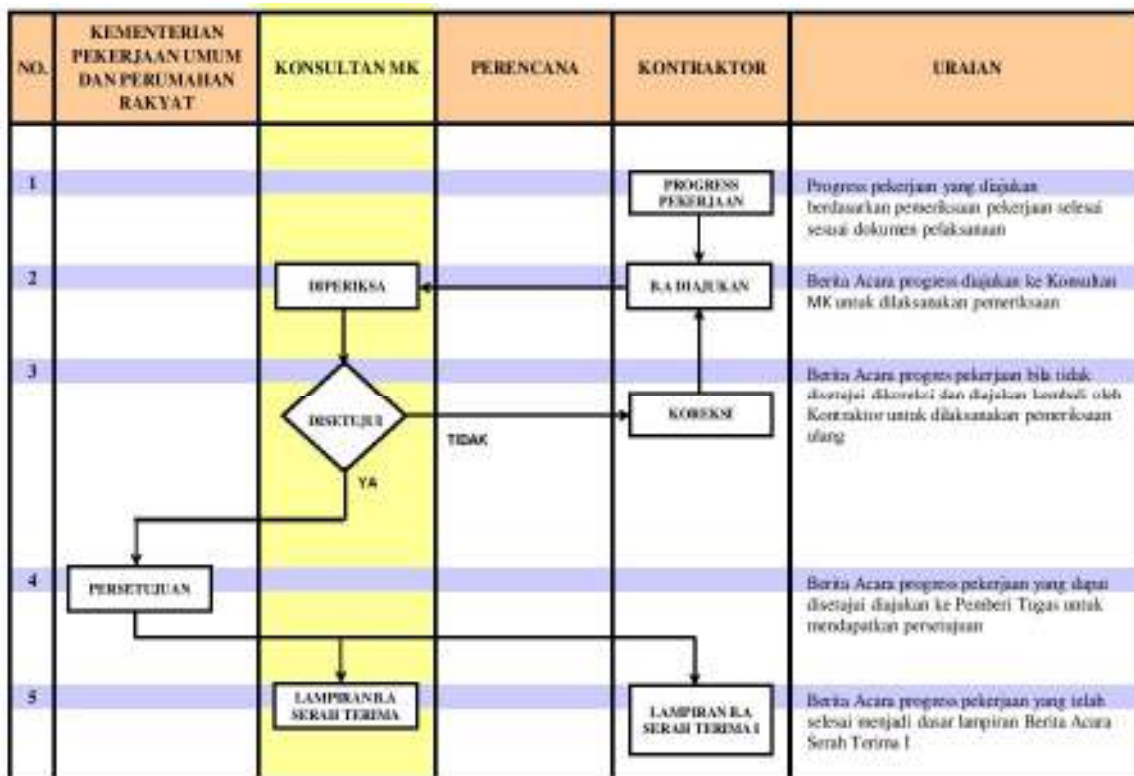 NO.
KEMENTERIAN
PEKERJAAN UMUM
DAN PERUMAHAN
RAKYAT
KONSULTAN MK
PERENCANA
KONTRAKTOR
URAIAN
1
PROGRESS
PEKERJAAN
Progress pekerjaan yang diajukan
berdasarkan pemeriksaan pekerjaan selesai
sesuai dokumen pelaksanaan
2
DIPERIKSA
B.A DIAJUKAN
Berita Acara progress diajukan ke Konsultan
MK untuk dilaksanakan pemeriksaan
3
DISETUJUI
TIDAK
YA
KOREKSI
Berita Acara progres pekerjaan bila tidak
disetujui dikoreksi dan diajukan kembali oleh
Kontraktor untuk dilaksanakan pemeriksaan
ulang
4
PERSETUJUAN
Berita Acara progress pekerjaan yang dapat
disetujui diajukan ke Pemberi Tugas untuk
mendapatkan persetujuan
5
LAMPIRAN B.A
SERAH TERIMA
LAMPIRAN B.A
SERAH TERIMA I
Berita Acara progress pekerjaan yang telah
selesai menjadi dasar lampiran Berita Acara
Serah Terima I